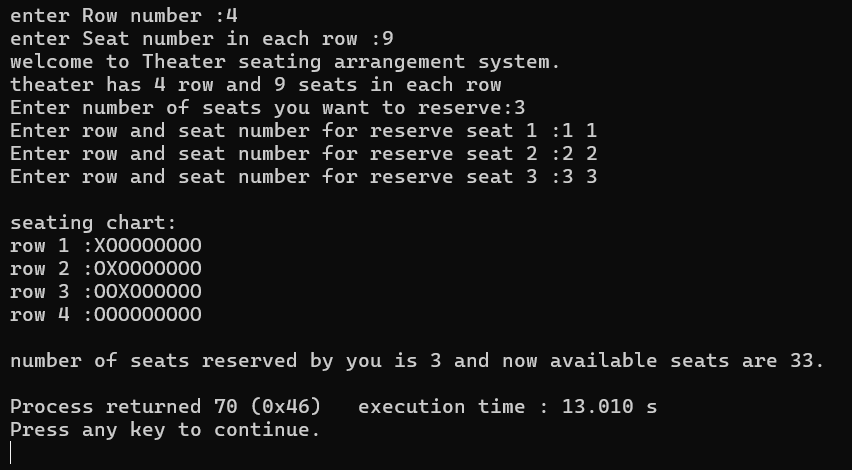 enter Row number :4
enter Seat number in each row :9
welcome to Theater seating arrangement system.
theater has 4 row and 9 seats in each row
Enter number of seats you want to reserve:3
Enter row and seat number for reserve seat 1 :1 1
Enter row and seat number for reserve seat 2 :2 2
Enter row and seat number for reserve seat 3 :3 3
seating chart:
row 1 :XOOOOOOOO
row 2 :OXOOOOOOO
row 3 :OOXOOOOOO
row 4 :OOOOOOOOO
number of seats reserved by you is 3 and now available seats are 33.
Process returned 70 (0x46)   execution time : 13.010 s
Press any key to continue.